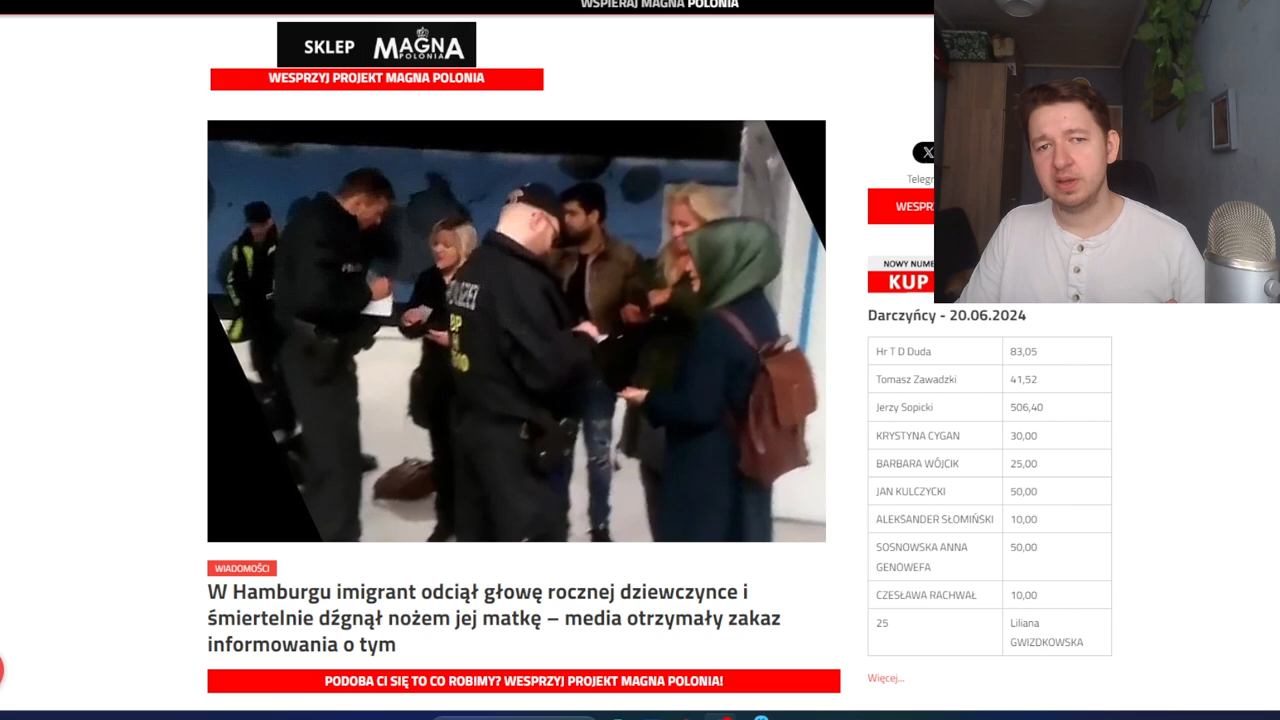 WSPIERAJ MAGNA POLONIA
SKLEP MAGNA
POLONIA
WESPRZYJ PROJEKT MAGNA POLONIA
POLIZEI
BP
X
Telegr
WESPR
NOWY NUME
KUP
Darczyńcy - 20.06.2024
Hr T D Duda 83,05
Tomasz Zawadzki 41,52
Jerzy Sopicki 506,40
KRYSTYNA CYGAN 30,00
BARBARA WÓJCIK 25,00
JAN KULCZYCKI 50,00
ALEKSANDER SŁOMIŃSKI 10,00
SOSNOWSKA ANNA 50,00
GENOWEFA
CZESŁAWA RACHWAŁ 10,00
25 Liliana
GWIZDKOWSKA
Więcej...
WIADOMOŚCI
W Hamburgu imigrant odciął głowę rocznej dziewczynce i
śmiertelnie dźgnął nożem jej matkę – media otrzymały zakaz
informowania o tym
PODOBA CI SIĘ TO CO ROBIMY? WESPRZYJ PROJEKT MAGNA POLONIA!